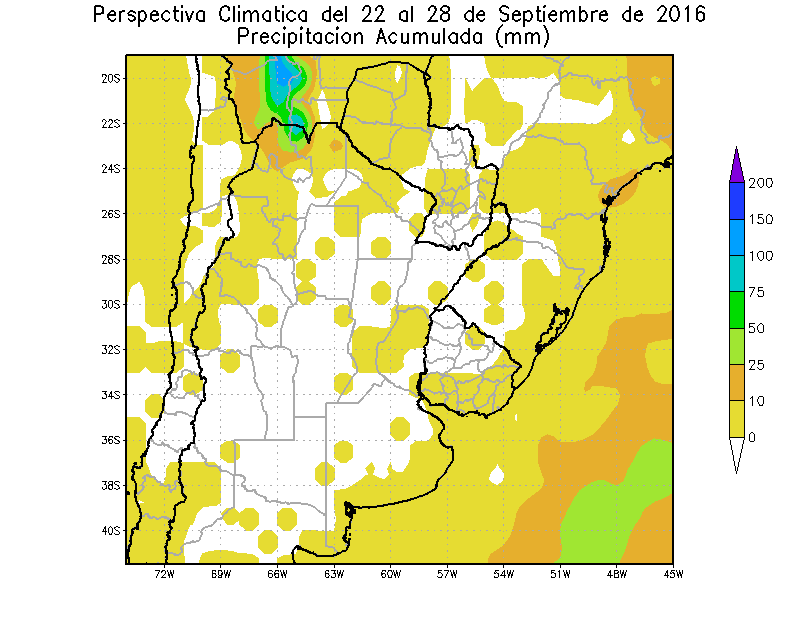 Perspectiva Climatica del 22 al 28 de Septiembre de 2016
Precipitacion Acumulada (mm)
20S
22S
24S
26S
28S
30S
32S
34S
36S
38S
40S
72W 69W 66W 63W 60W 57W 54W 51W 48W 45W
200
150
100
75
50
25
10
0